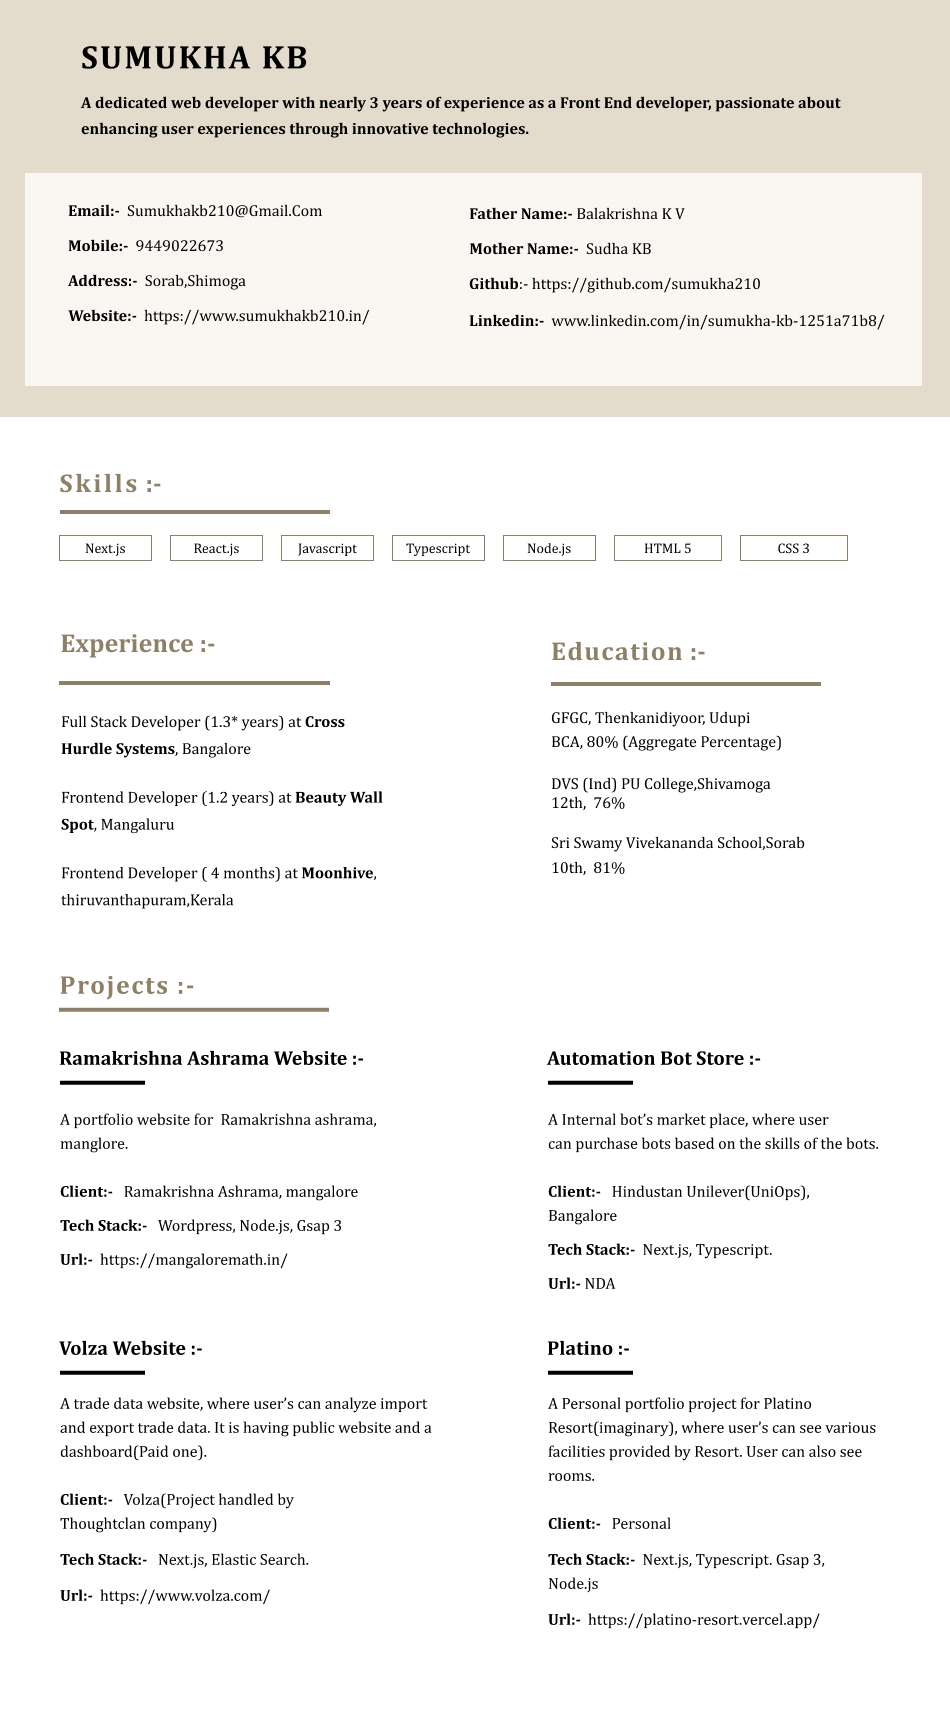 SUMUKHA KB
A dedicated web developer with nearly 3 years of experience as a Front End developer, passionate about
enhancing user experiences through innovative technologies.
Email:- Sumukhakb210@Gmail.Com
Mobile:- 9449022673
Address:- Sorab,Shimoga
Website:- https://www.sumukhakb210.in/
Father Name:- Balakrishna K V
Mother Name:- Sudha KB
Github:- https://github.com/sumukha210
Linkedin:- www.linkedin.com/in/sumukha-kb-1251a71b8/
Skills :-
Next.js React.js Javascript Typescript Node.js HTML 5 CSS 3
Experience :-
Full Stack Developer (1.3* years) at Cross
Hurdle Systems, Bangalore
Frontend Developer (1.2 years) at Beauty Wall
Spot, Mangaluru
Frontend Developer ( 4 months) at Moonhive,
thiruvanthapuram,Kerala
Education :-
GFGC, Thenkanidiyoor, Udupi
BCA, 80% (Aggregate Percentage)
DVS (Ind) PU College,Shivamoga
12th, 76%
Sri Swamy Vivekananda School,Sorab
10th, 81%
Projects :-
Ramakrishna Ashrama Website :-
A portfolio website for Ramakrishna ashrama,
manglore.
Client:- Ramakrishna Ashrama, mangalore
Tech Stack:- Wordpress, Node.js, Gsap 3
Url:- https://mangaloremath.in/
Automation Bot Store :-
A Internal bot’s market place, where user
can purchase bots based on the skills of the bots.
Client:- Hindustan Unilever(UniOps),
Bangalore
Tech Stack:- Next.js, Typescript.
Url:- NDA
Volza Website :-
A trade data website, where user’s can analyze import
and export trade data. It is having public website and a
dashboard(Paid one).
Client:- Volza(Project handled by
Thoughtclan company)
Tech Stack:- Next.js, Elastic Search.
Url:- https://www.volza.com/
Platino :-
A Personal portfolio project for Platino
Resort(imaginary), where user’s can see various
facilities provided by Resort. User can also see
rooms.
Client:- Personal
Tech Stack:- Next.js, Typescript. Gsap 3,
Node.js
Url:- https://platino-resort.vercel.app/